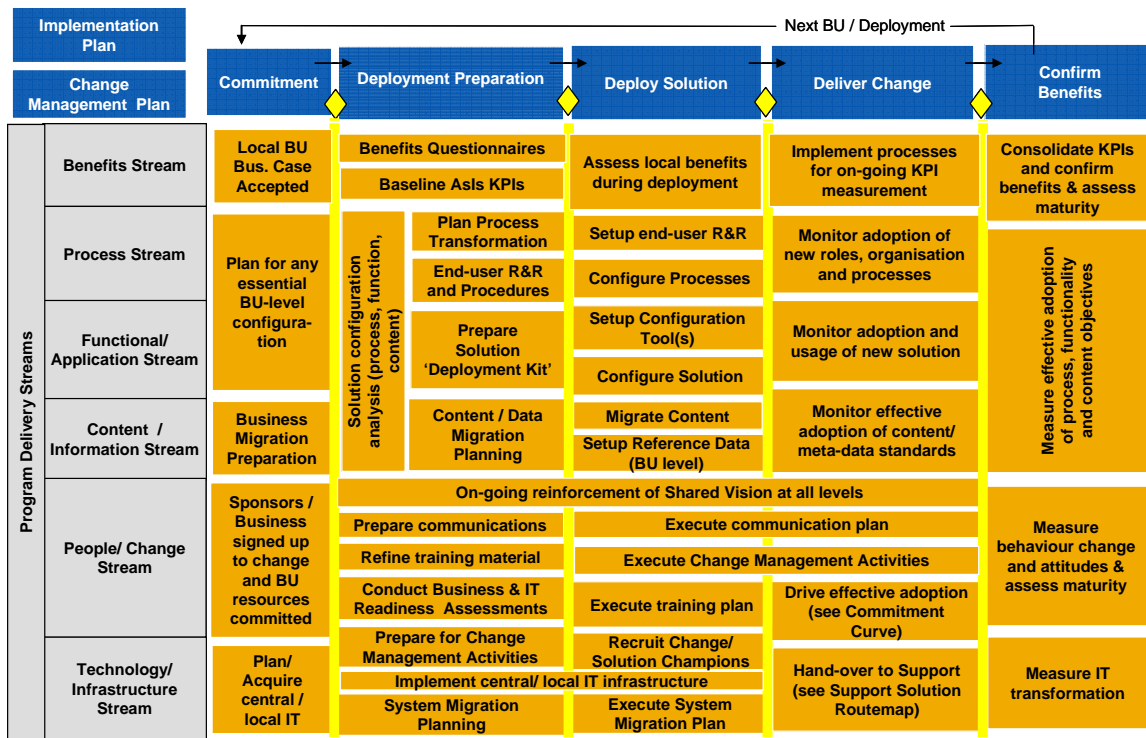 Implementation
Plan
Change
Management Plan
Next BU / Deployment
Commitment
Deployment Preparation
Deploy Solution
Deliver Change
Confirm
Benefits
Program Delivery Streams
Benefits Stream
Local BU
Bus. Case
Accepted
Benefits Questionnaires
Baseline AsIs KPIs
Assess local benefits
during deployment
Implement processes
for on-going KPI
measurement
Consolidate KPIs
and confirm
benefits & assess
maturity
Process Stream
Plan for any
essential
BU-level
configura-
tion
Solution configuration
analysis (process, function,
content)
Plan Process
Transformation
End-user R&R
and Procedures
Setup end-user R&R
Configure Processes
Monitor adoption of
new roles, organisation
and processes
Measure effective adoption
of process, functionality
and content objectives
Functional/
Application Stream
Prepare
Solution
‘Deployment Kit’
Setup Configuration
Tool(s)
Configure Solution
Monitor adoption and
usage of new solution
Content /
Information Stream
Business
Migration
Preparation
Content / Data
Migration
Planning
Migrate Content
Setup Reference Data
(BU level)
Monitor effective
adoption of content/
meta-data standards
People/ Change
Stream
Sponsors /
Business
signed up
to change
and BU
resources
committed
On-going reinforcement of Shared Vision at all levels
Prepare communications
Execute communication plan
Refine training material
Execute Change Management Activities
Conduct Business & IT
Readiness Assessments
Execute training plan
Drive effective adoption
(see Commitment
Curve)
Prepare for Change
Management Activities
Recruit Change/
Solution Champions
Measure
behaviour change
and attitudes &
assess maturity
Technology/
Infrastructure
Stream
Plan/
Acquire
central /
local IT
Implement central/ local IT infrastructure
System Migration
Planning
Execute System
Migration Plan
Hand-over to Support
(see Support Solution
Routemap)
Measure IT
transformation